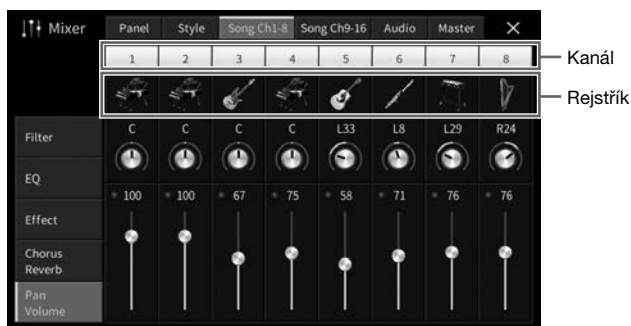 Mixer Panel Style Song Ch1-8 Song Ch9-16 Audio Master ×
1 2 3 4 5 6 7 8 Kanál
Rejstřík
Filter C C C C L33 L8 L29 R24
EQ
100 100 67 75 58 71 76 76
Effect
Chorus
Reverb
Pan
Volume